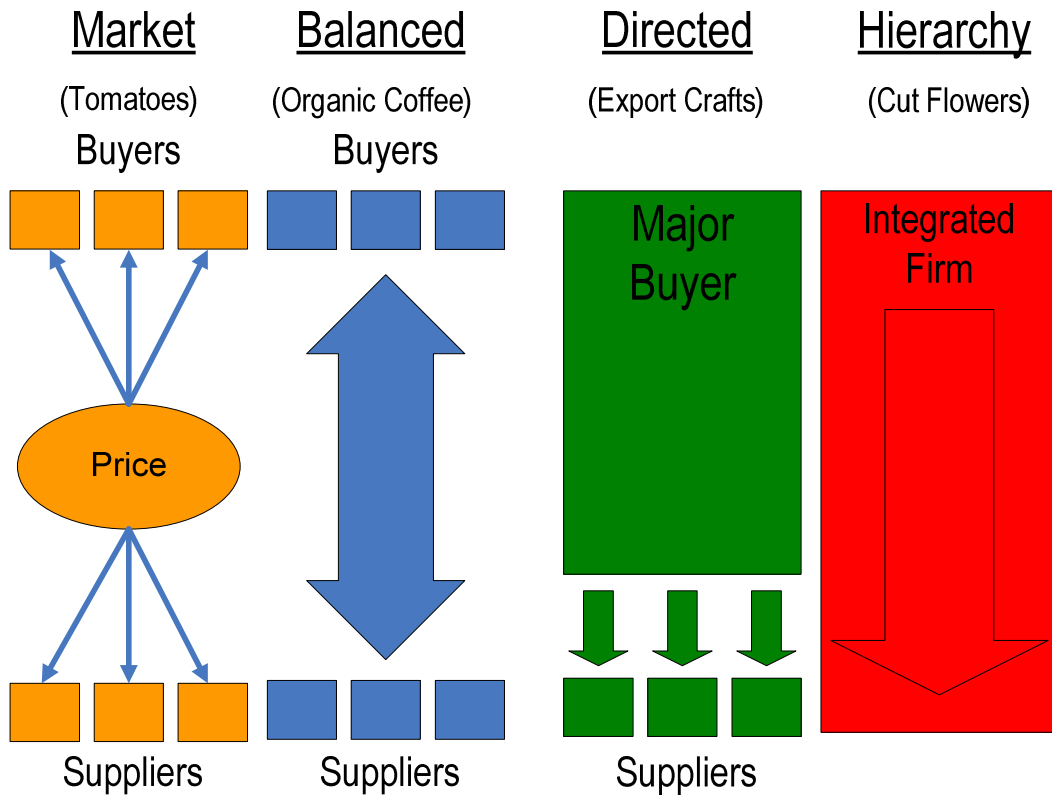 Market
(Tomatoes)
Buyers
Price
Suppliers
Balanced
(Organic Coffee)
Buyers
Suppliers
Directed
(Export Crafts)
Major
Buyer
Suppliers
Hierarchy
(Cut Flowers)
Integrated
Firm